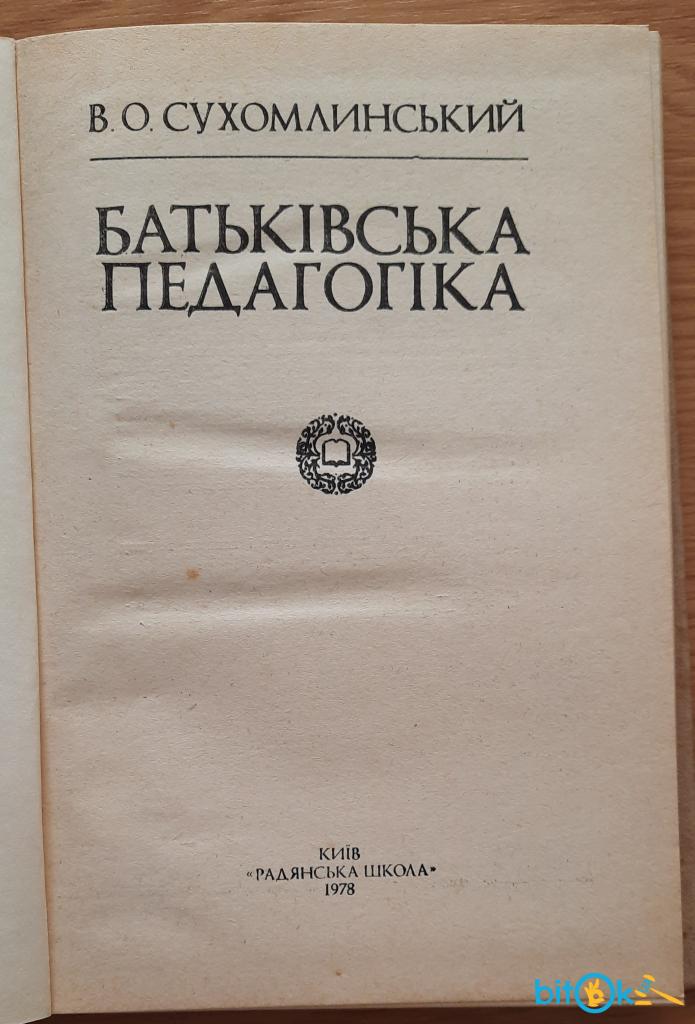 В. О. СУХОМЛИНСЬКИЙ
БАТЬКІВСЬКА
ПЕДАГОГІКА
КИЇВ
«РАДЯНСЬКА ШКОЛА»
1978
bitok